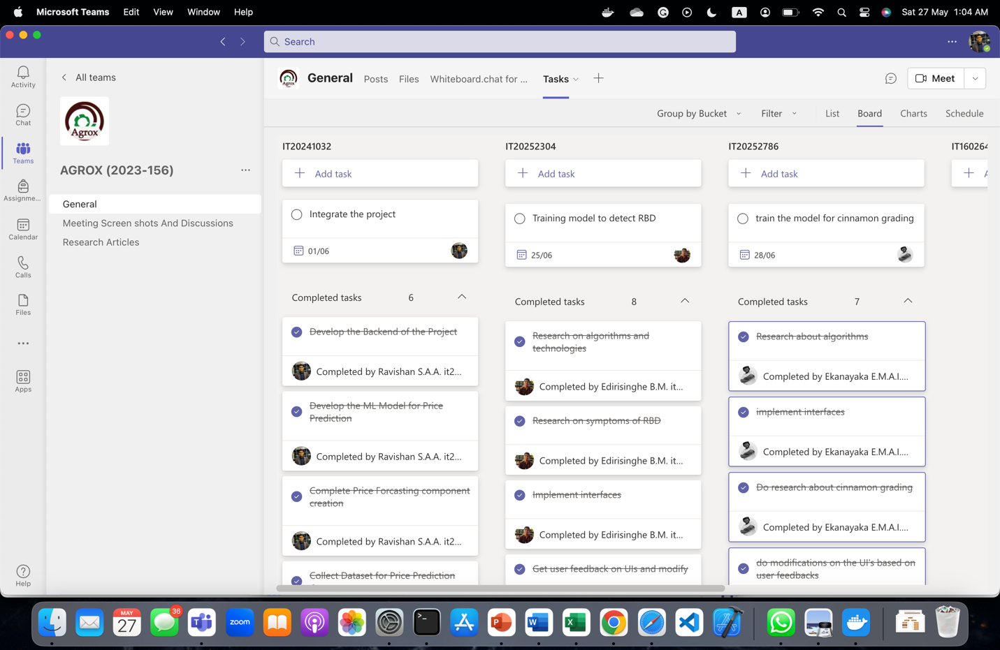 Microsoft Teams Edit View Window Help
A
Sat 27 May 1:04 AM
Search
Activity
Chat
Teams
Assignme...
Calendar
Calls
Files
Apps
Help
All teams
Agrox
AGROX (2023-156)
General
Meeting Screen shots And Discussions
Research Articles
Agrox
General Posts Files Whiteboard.chat for ... Tasks
Meet
Group by Bucket Filter List Board Charts Schedule
IT20241032
Add task
Integrate the project
01/06
Completed tasks 6
Develop the Backend of the Project
Completed by Ravishan S.A.A. it2...
Develop the ML Model for Price
Prediction
Completed by Ravishan S.A.A. it2...
Complete Price Forcasting component
creation
Completed by Ravishan S.A.A. it2...
Collect Dataset for Price Prediction
IT20252304
Add task
Training model to detect RBD
25/06
Completed tasks 8
Research on algorithms and
technologies
Completed by Edirisinghe B.M. it...
Research on symptoms of RBD
Completed by Edirisinghe B.M. it...
Implement interfaces
Completed by Edirisinghe B.M. it...
Get user feedback on UIs and modify
IT20252786
Add task
train the model for cinnamon grading
28/06
Completed tasks 7
Research about algorithms
Completed by Ekanayaka E.M.A.I....
implement interfaces
Completed by Ekanayaka E.M.A.I....
Do research about cinnamon grading
Completed by Ekanayaka E.M.A.I....
do modifications on the UI's based on
user feedbacks
IT160264
MAY
27
36
zoom